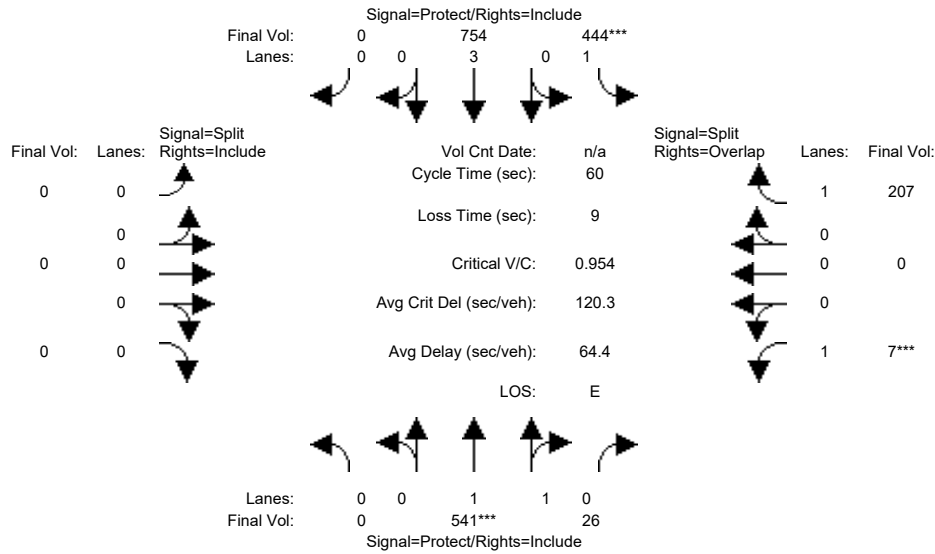 Signal=Protect/Rights=Include
Final Vol: 0 754 444***
Lanes: 0 0 3 0 1
Signal=Split
Final Vol: Lanes: Rights=Include
Vol Cnt Date: n/a
Signal=Split
Rights=Overlap Lanes: Final Vol:
Cycle Time (sec): 60
0 0
1 207
Loss Time (sec): 9
0
0
0 0
Critical V/C: 0.954
0 0
0
Avg Crit Del (sec/veh): 120.3
0
0 0
Avg Delay (sec/veh): 64.4
1 7***
LOS: E
Lanes: 0 0 1 1 0
Final Vol: 0 541*** 26
Signal=Protect/Rights=Include